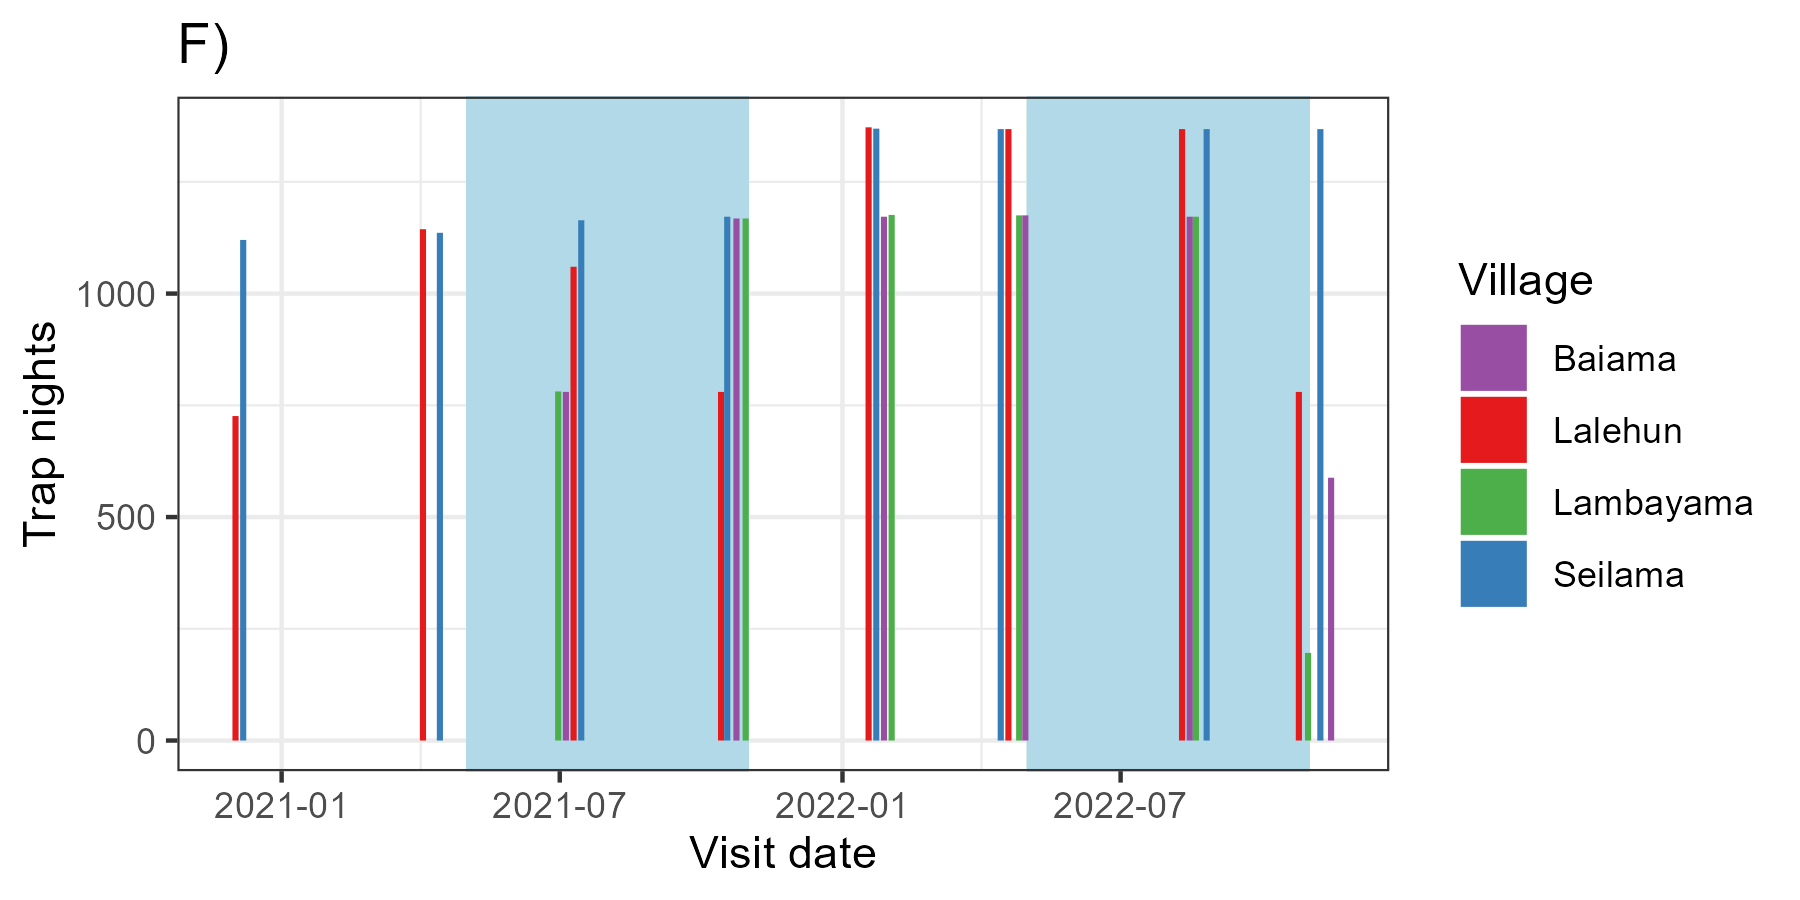 F)
Trap nights
1000
500
0
2021-01
2021-07
2022-01
2022-07
Visit date
Village
Baiama
Lalehun
Lambayama
Seilama